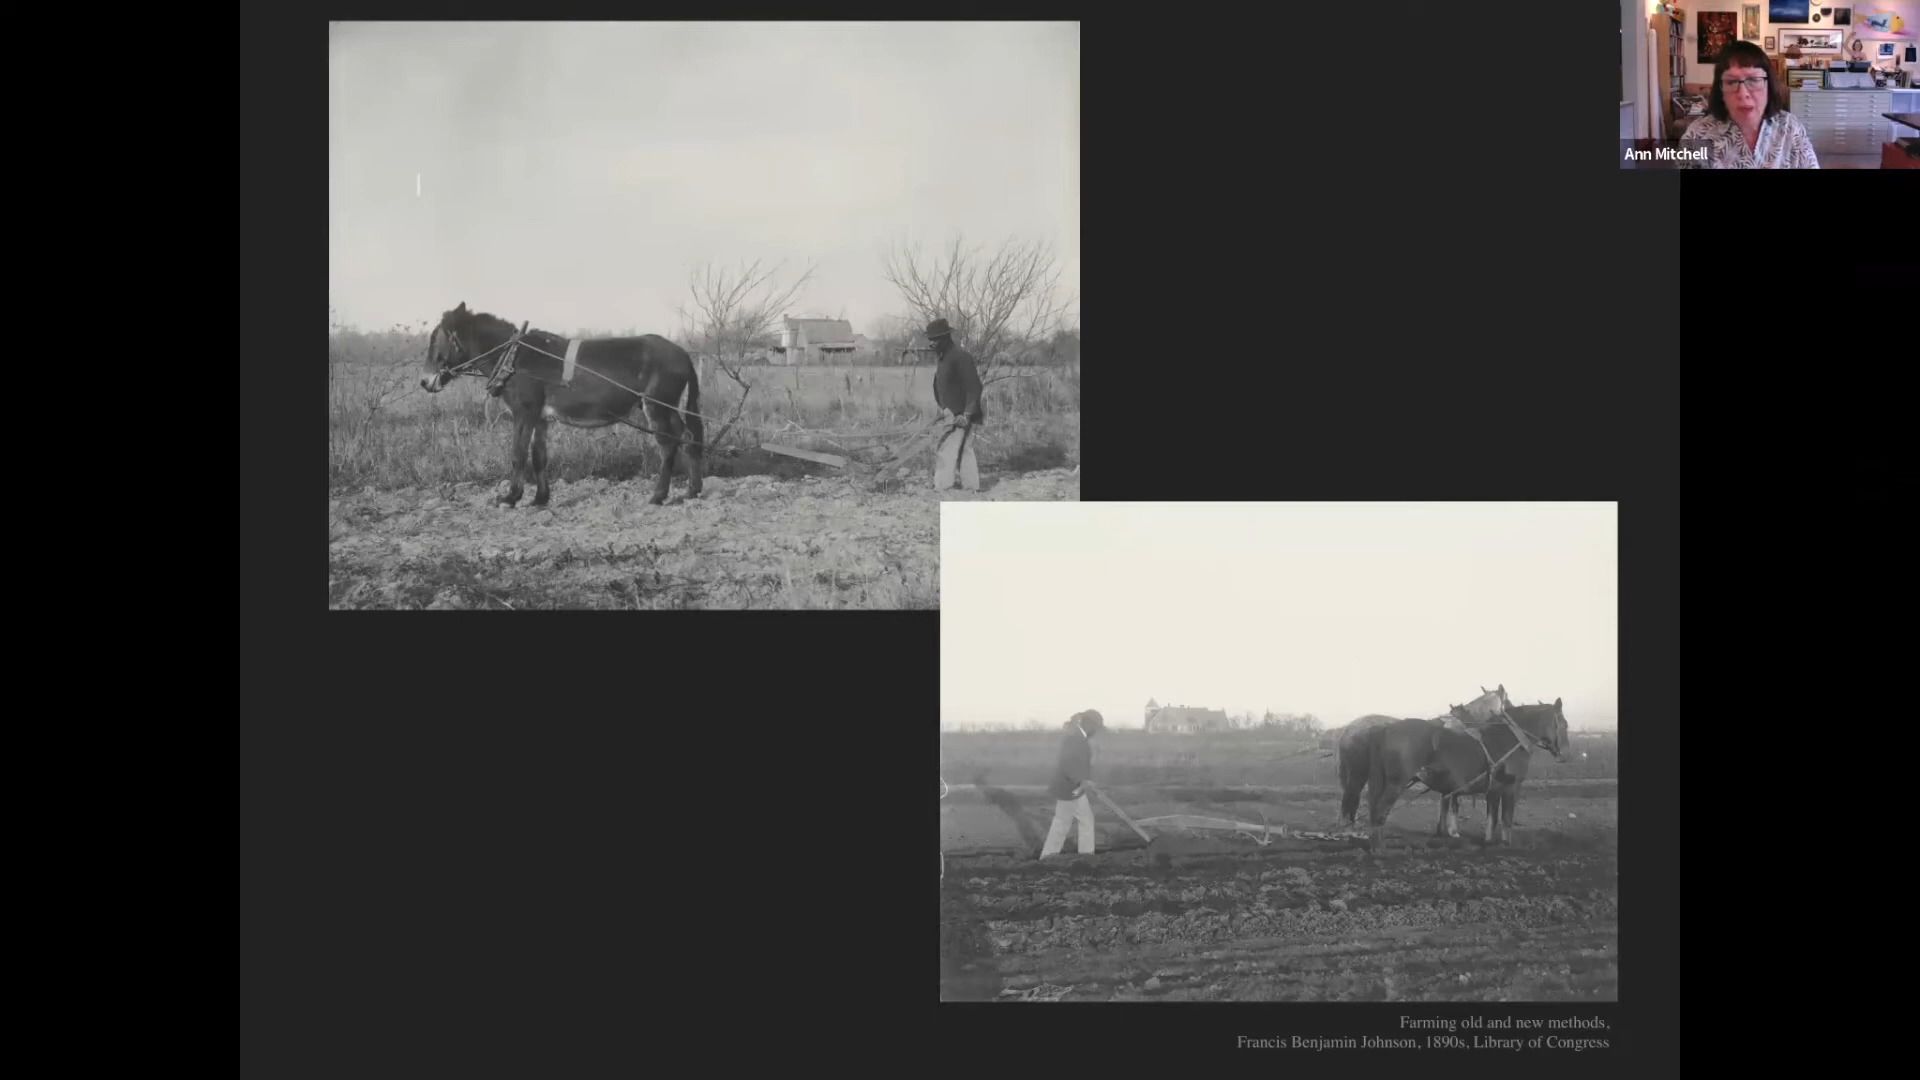 Ann Mitchell
Farming old and new methods,
Francis Benjamin Johnson, 1890s, Library of Congress